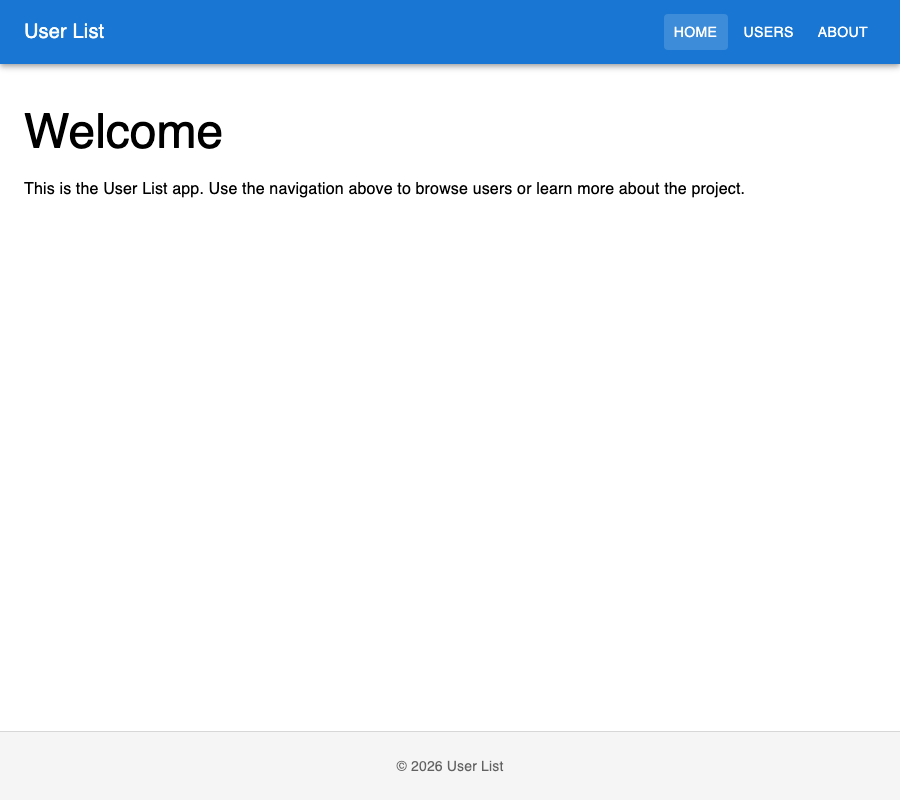 User List
HOME USERS ABOUT
Welcome
This is the User List app. Use the navigation above to browse users or learn more about the project.
© 2026 User List